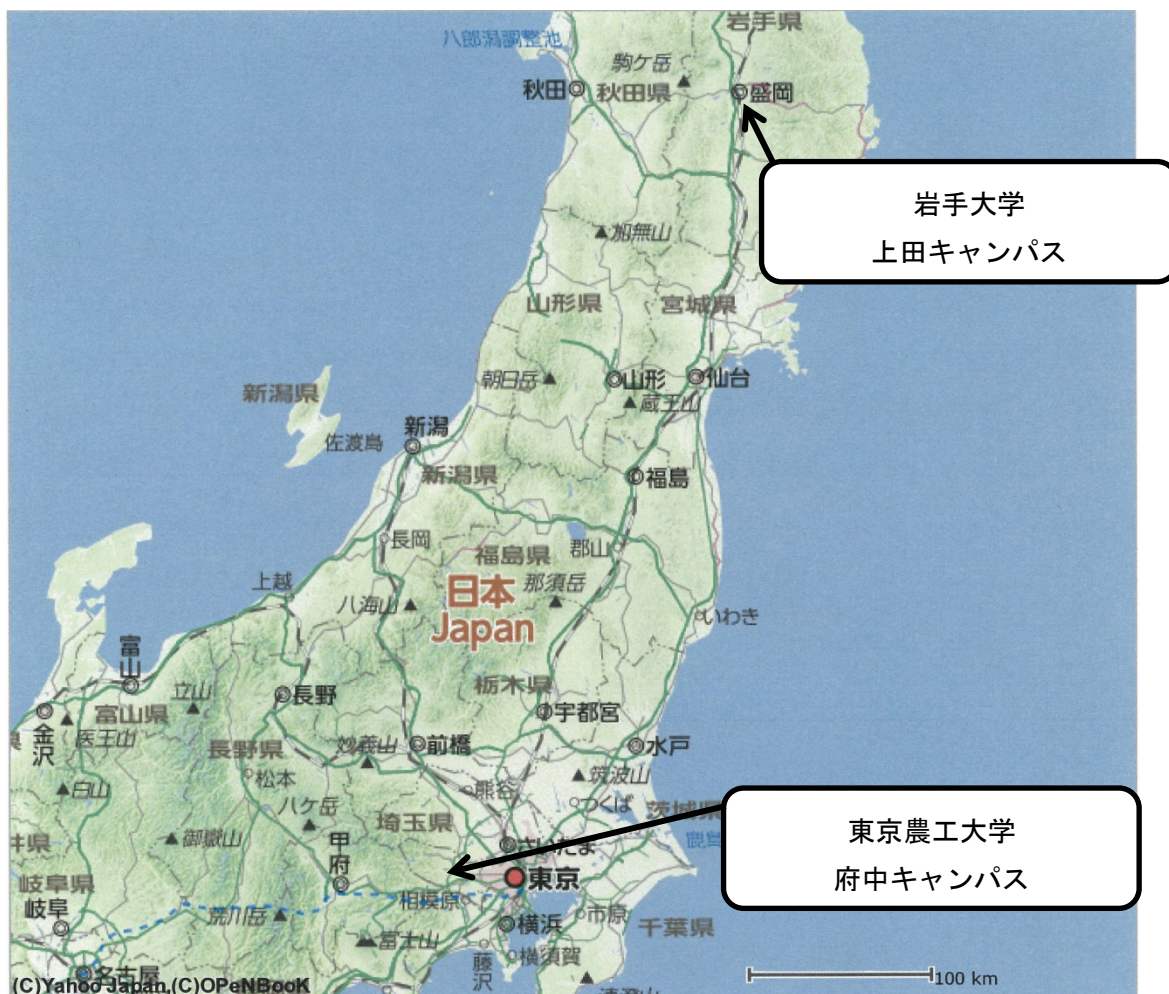 岩手県
八郎潟調整池
駒ケ岳
秋田
秋田県
盛岡
岩手大学
上田キャンパス
加無山
山形県
宮城県
朝日岳
山形
仙台
蔵王山
新潟県
佐渡島
新潟
新潟県
福島
長岡
福島県
郡山
上越
八海山
日本
Japan
那須岳
いわき
富山
立山
長野
栃木県
宇都宮
金沢
富山県
医王山
長野県
妙義山
前橋
水戸
松本
熊谷
筑波山
白山
八ケ岳
つくば
茨城県
埼玉県
東京農工大学
府中キャンパス
井県
御嶽山
甲府
さいたま
東京
岐阜県
岐阜
相模原
荒川岳
横浜
市原
千葉県
富士山
藤沢
横須賀
名古屋
100 km
(C)Yahoo Japan,(C)OPeNBooK